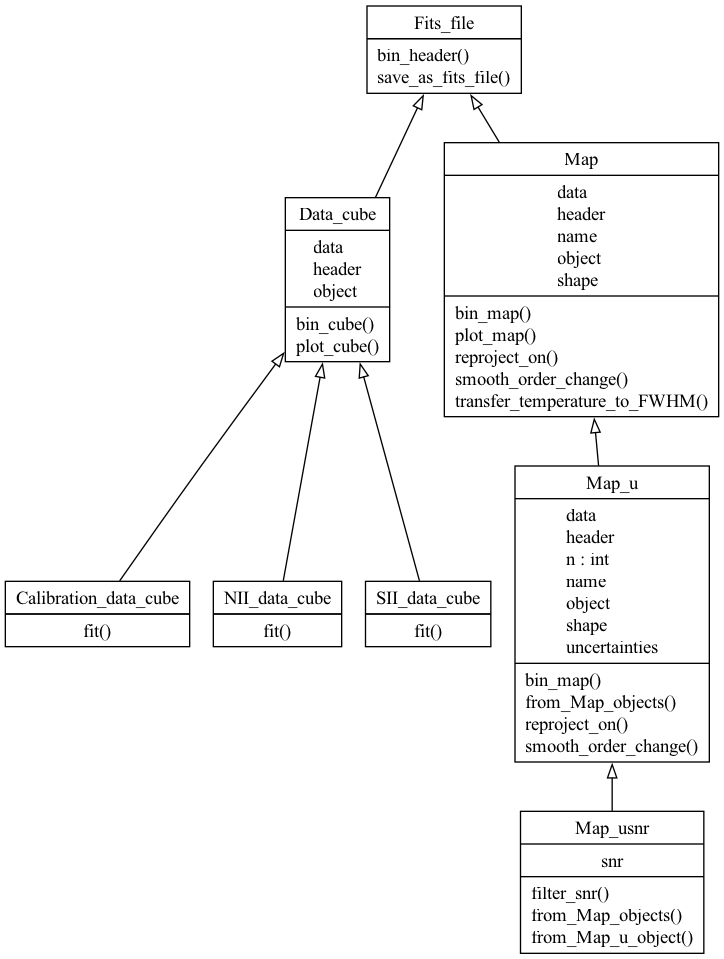 Fits_file
bin_header()
save_as_fits_file()
Map
data
header
name
object
shape
bin_map()
plot_map()
reproject_on()
smooth_order_change()
transfer_temperature_to_FWHM()
Data_cube
data
header
object
bin_cube()
plot_cube()
Map_u
data
header
n : int
name
object
shape
uncertainties
bin_map()
from_Map_objects()
reproject_on()
smooth_order_change()
Calibration_data_cube
fit()
NII_data_cube
fit()
SII_data_cube
fit()
Map_usnr
snr
filter_snr()
from_Map_objects()
from_Map_u_object()